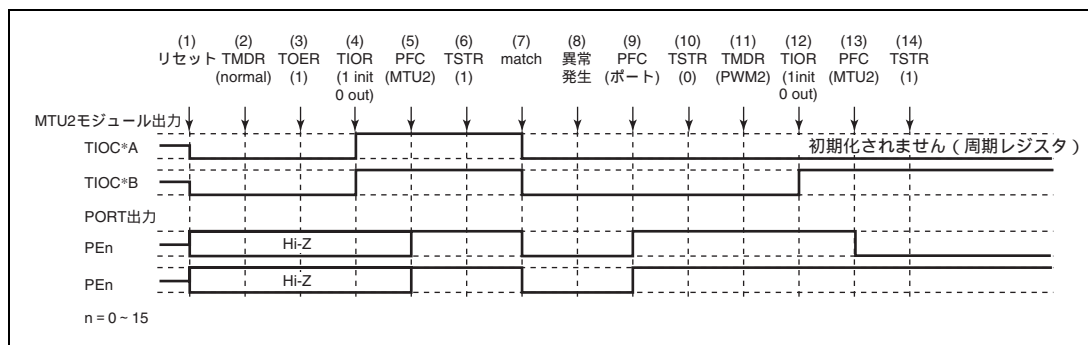 (1) (2) (3) (4) (5) (6) (7) (8) (9) (10) (11) (12) (13) (14)
リセット TMDR TOER TIOR PFC TSTR match 異常 PFC TSTR TMDR TIOR PFC TSTR
(normal) (1) (1 init (MTU2) (1) 発生 (ポート) (0) (PWM2) (1init (MTU2) (1)
0 out) 0 out)
MTU2モジュール出力
TIOC*A 初期化されません(周期レジスタ)
TIOC*B
PORT出力
PEn Hi-Z
PEn Hi-Z
n = 0 ~ 15